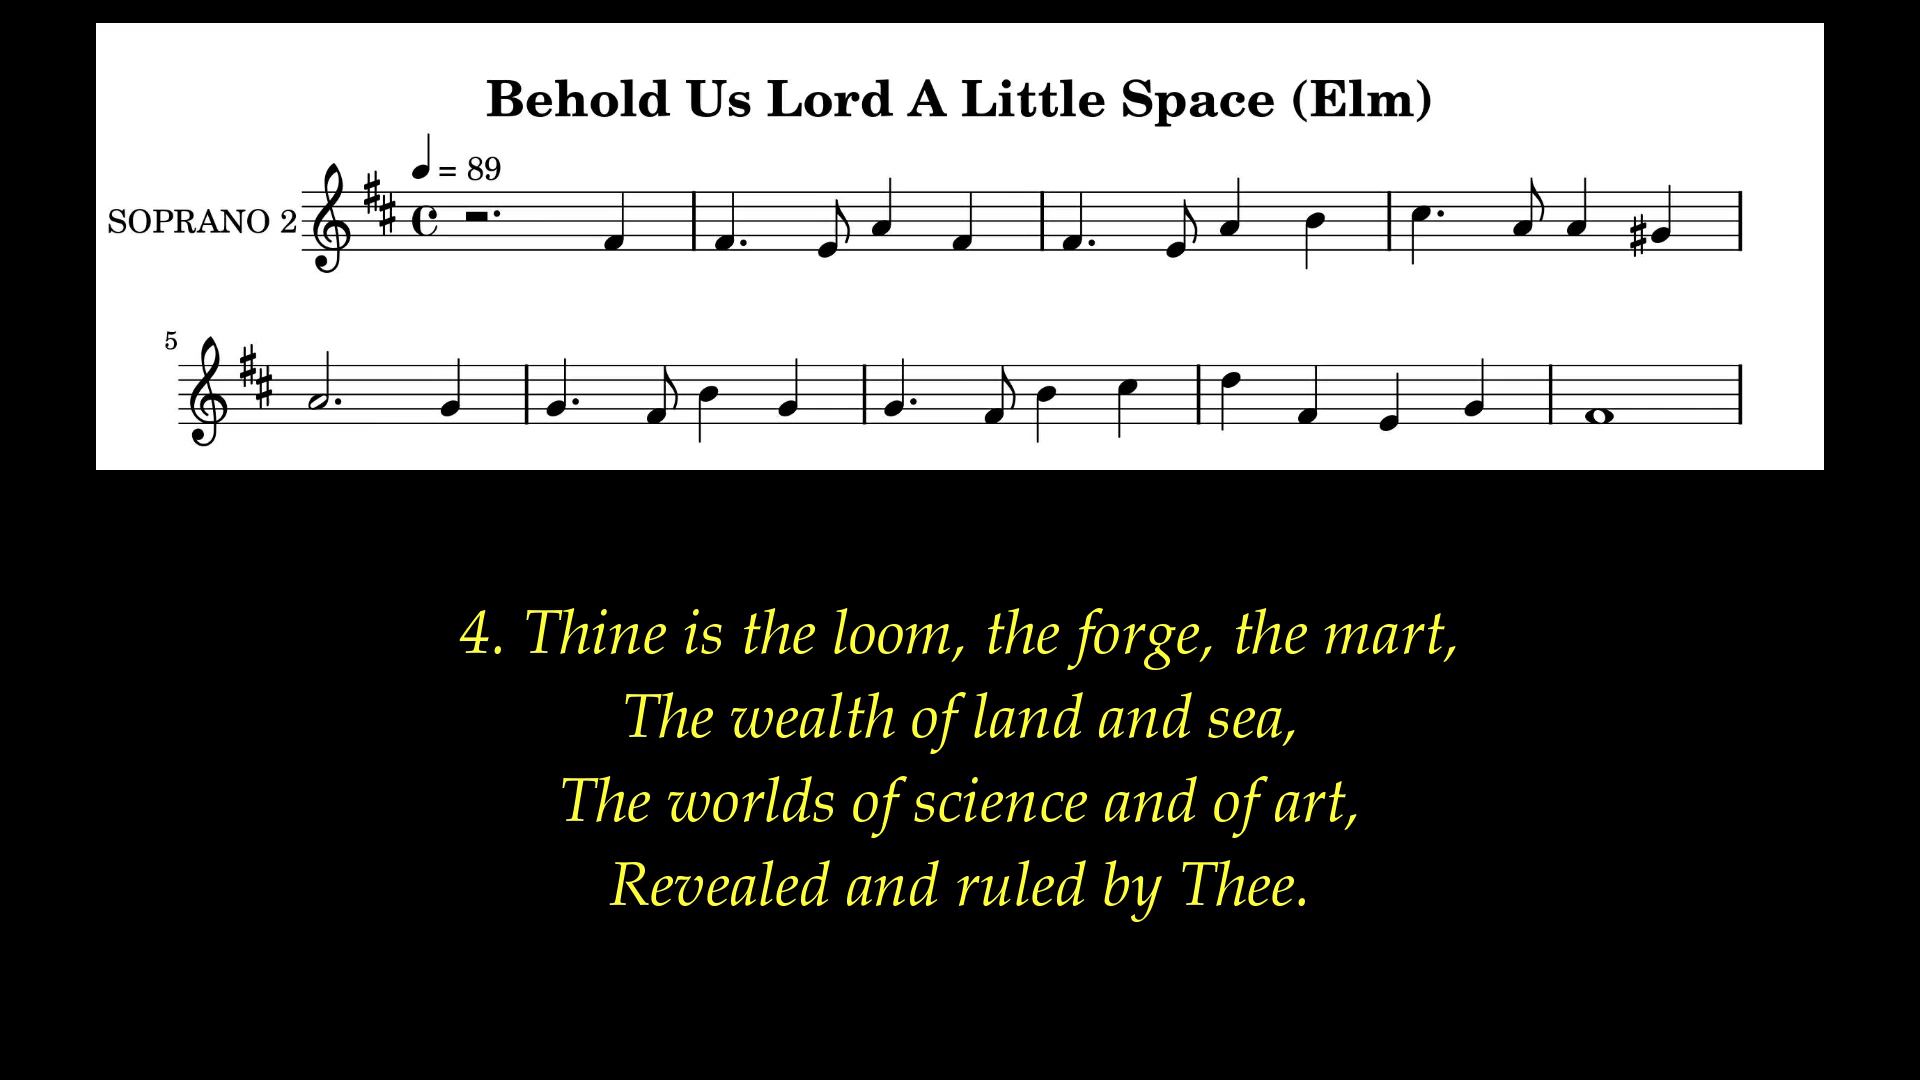 Behold Us Lord A Little Space (Elm)
♩ = 89
SOPRANO 2
5
4. Thine is the loom, the forge, the mart,
The wealth of land and sea,
The worlds of science and of art,
Revealed and ruled by Thee.